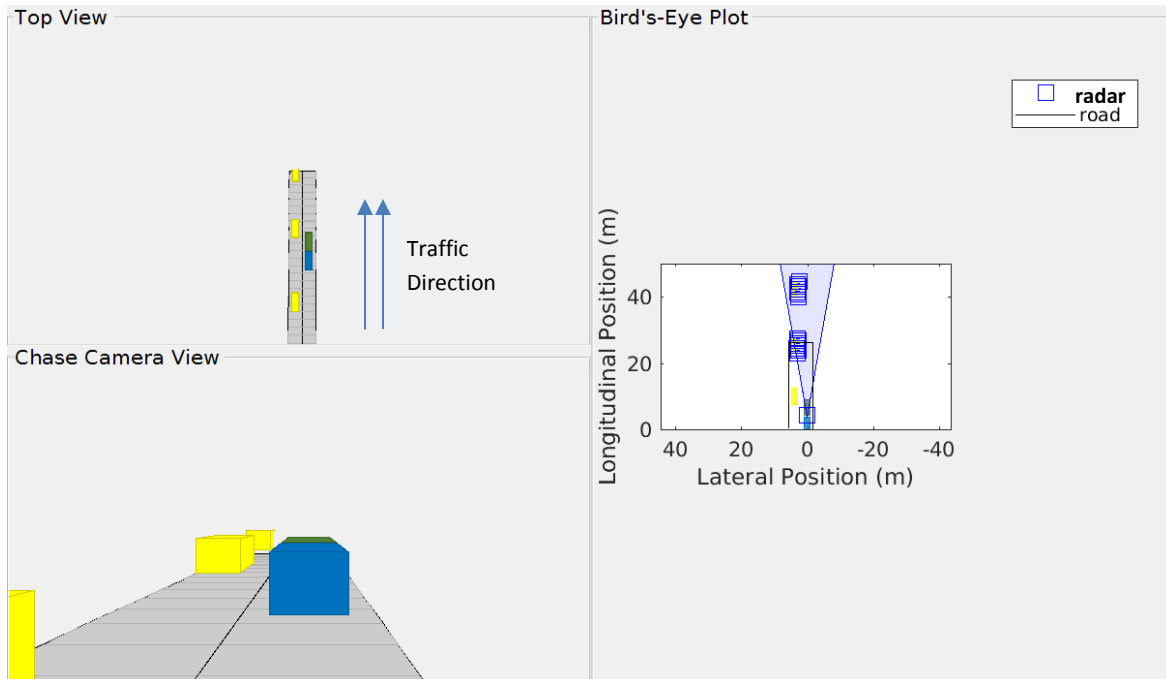 Top View
Traffic
Direction
Chase Camera View
Bird's-Eye Plot
radar
road
Longitudinal Position (m)
40
20
0
40
20
0
-20
-40
Lateral Position (m)